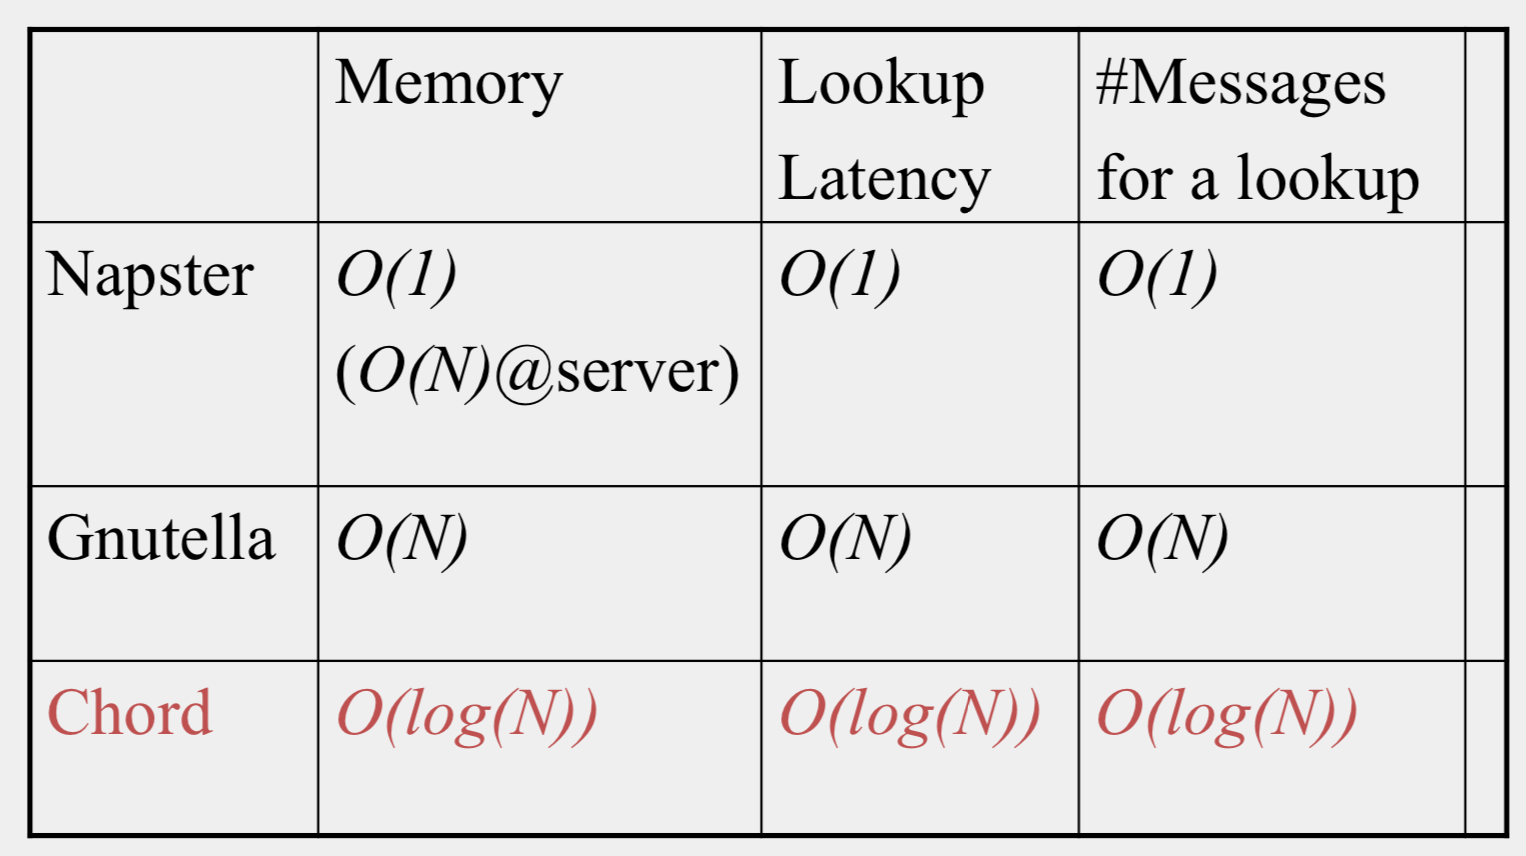 Memory
Lookup
Latency
#Messages
for a lookup
Napster
O(1)
(O(N)@server)
O(1)
O(1)
Gnutella
O(N)
O(N)
O(N)
Chord
O(log(N))
O(log(N))
O(log(N))